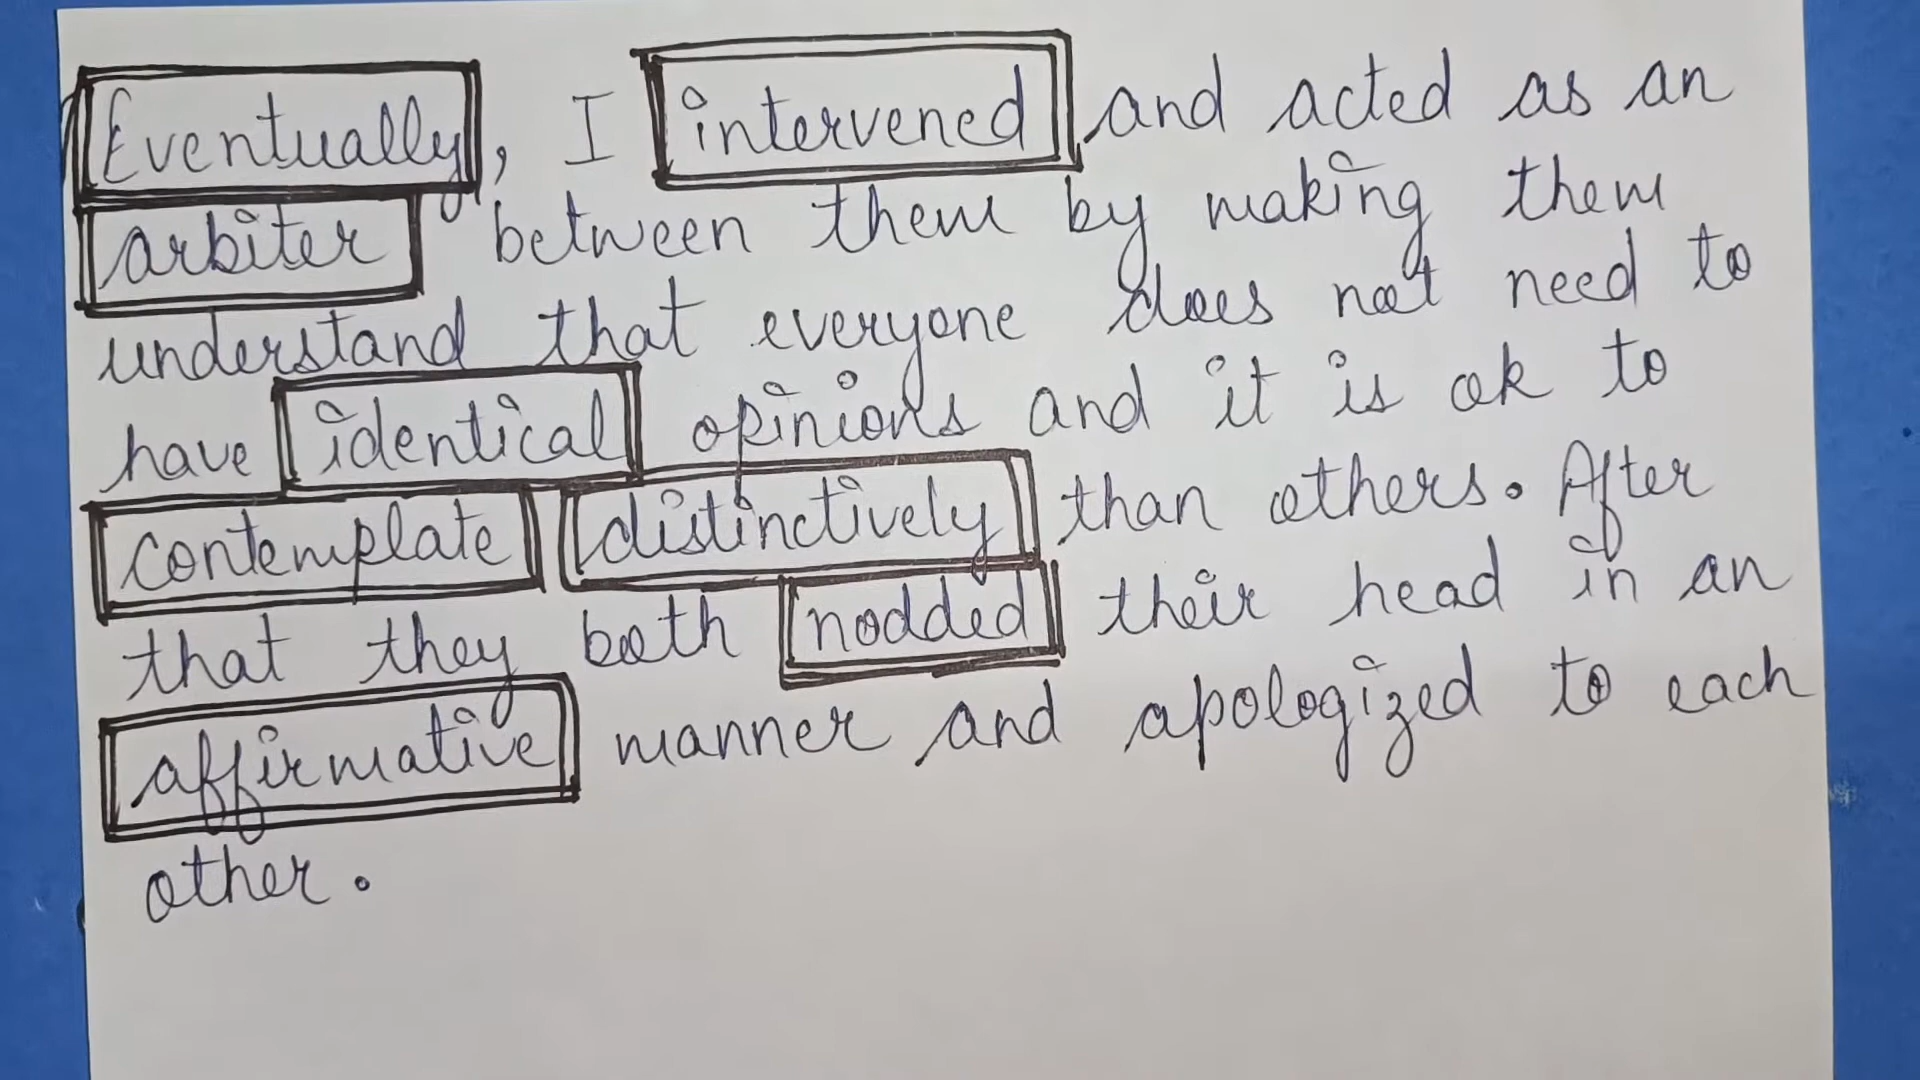 Eventually, I intervened and acted as an
arbiter between them by making them
understand that everyone does not need to
have identical opinions and it is ok to
contemplate distinctively than others. After
that they both nodded their head in an
affirmative manner and apologized to each
other.